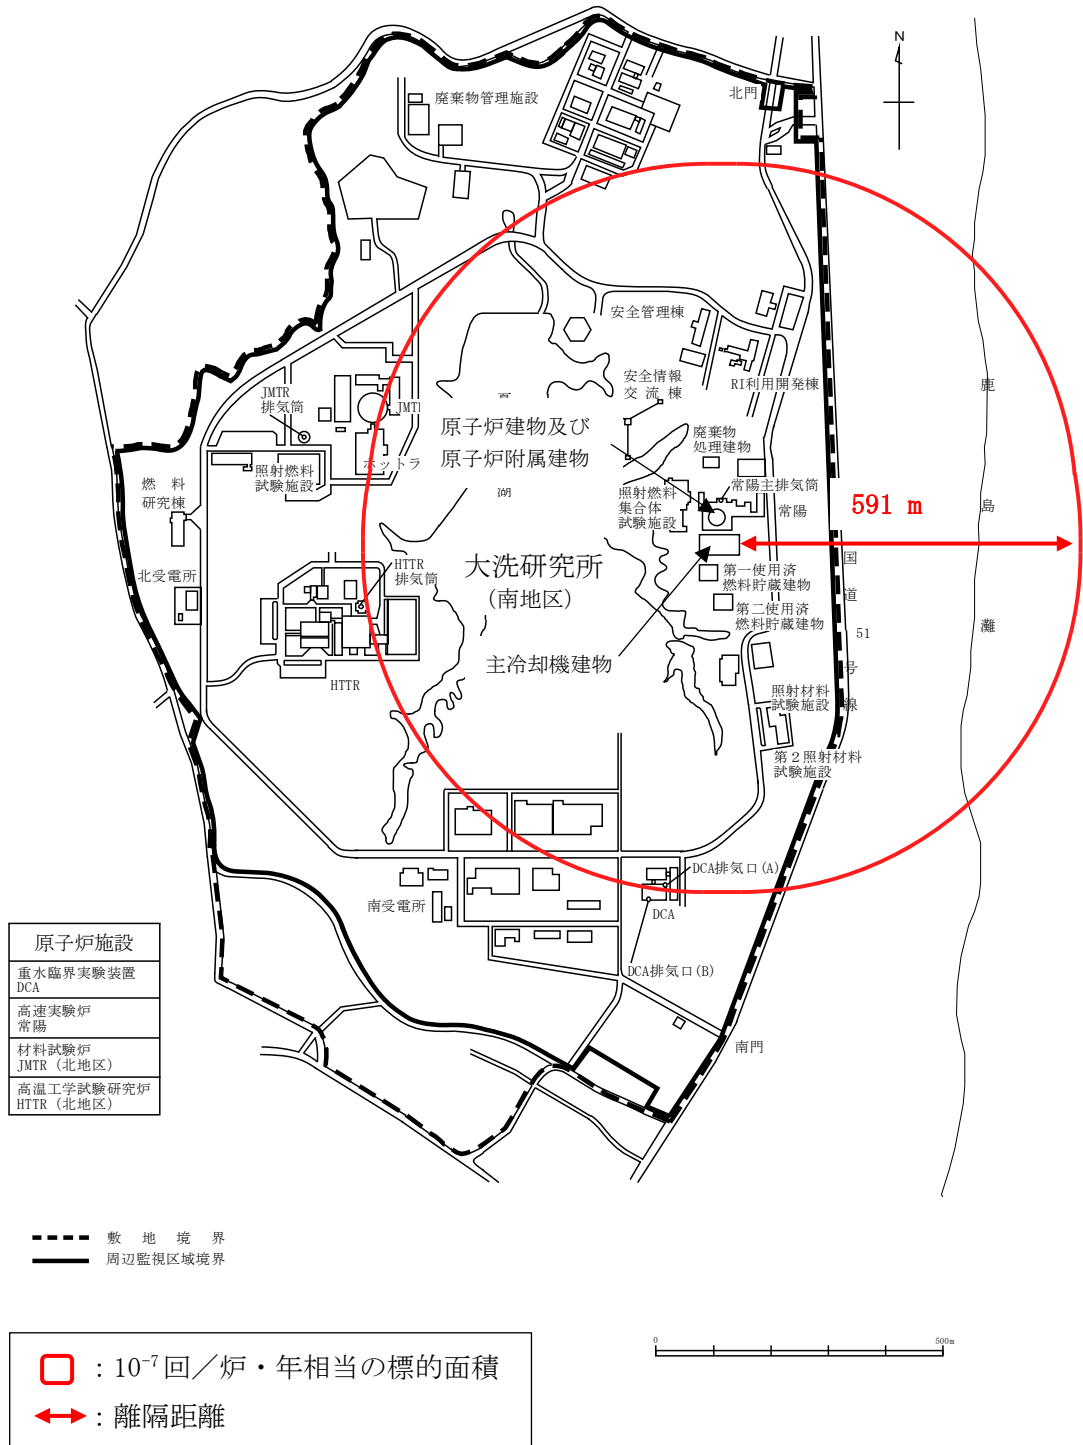 N
北門
廃棄物管理施設
安全管理棟
安全情報
交流棟
RI利用開発棟
鹿
島
灘
JMTR
排気筒
夏
湖
原子炉建物及び
原子炉附属建物
廃棄物
処理建物
ホットラ
照射燃料
試験施設
燃料
研究棟
照射燃料
集合体
試験施設
常陽主排気筒
常陽
591 m
北受電所
HTTR
排気筒
大洗研究所
(南地区)
第一使用済
燃料貯蔵建物
第二使用済
燃料貯蔵建物
国
道
51
号
線
主冷却機建物
HTTR
照射材料
試験施設
第2照射材料
試験施設
南受電所
DCA排気口(A)
DCA
DCA排気口(B)
南門
原子炉施設
重水臨界実験装置
DCA
高速実験炉
常陽
材料試験炉
JMTR (北地区)
高温工学試験研究炉
HTTR (北地区)
敷地境界
周辺監視区域境界
0 500m
:10⁻⁷回/炉・年相当の標的面積
:離隔距離